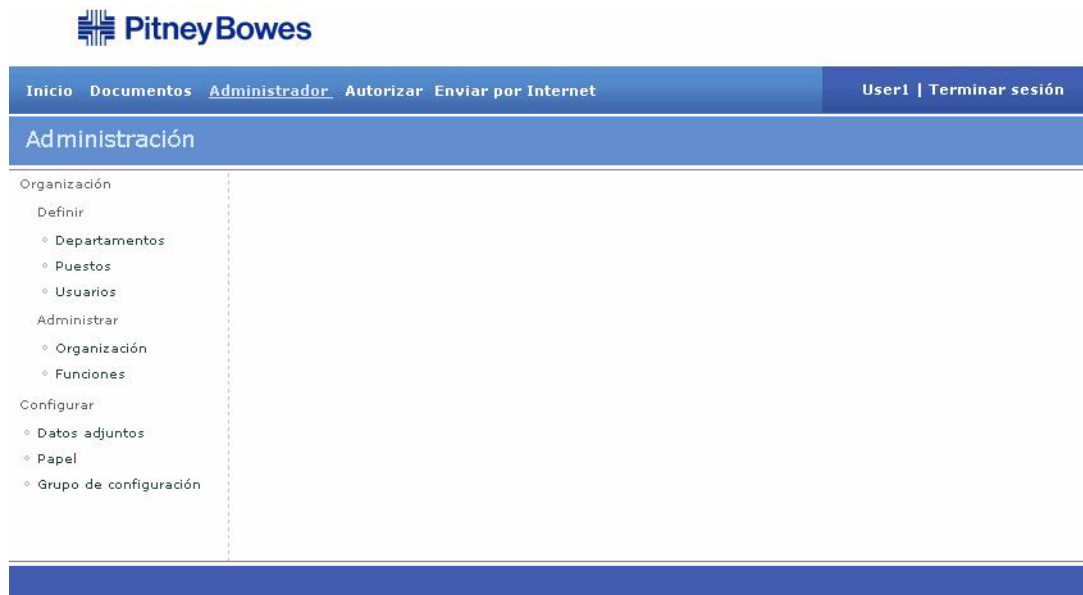 Pitney Bowes
Inicio Documentos Administrador Autorizar Enviar por Internet User1 | Terminar sesión
Administración
Organización
Definir
Departamentos
Puestos
Usuarios
Administrar
Organización
Funciones
Configurar
Datos adjuntos
Papel
Grupo de configuración